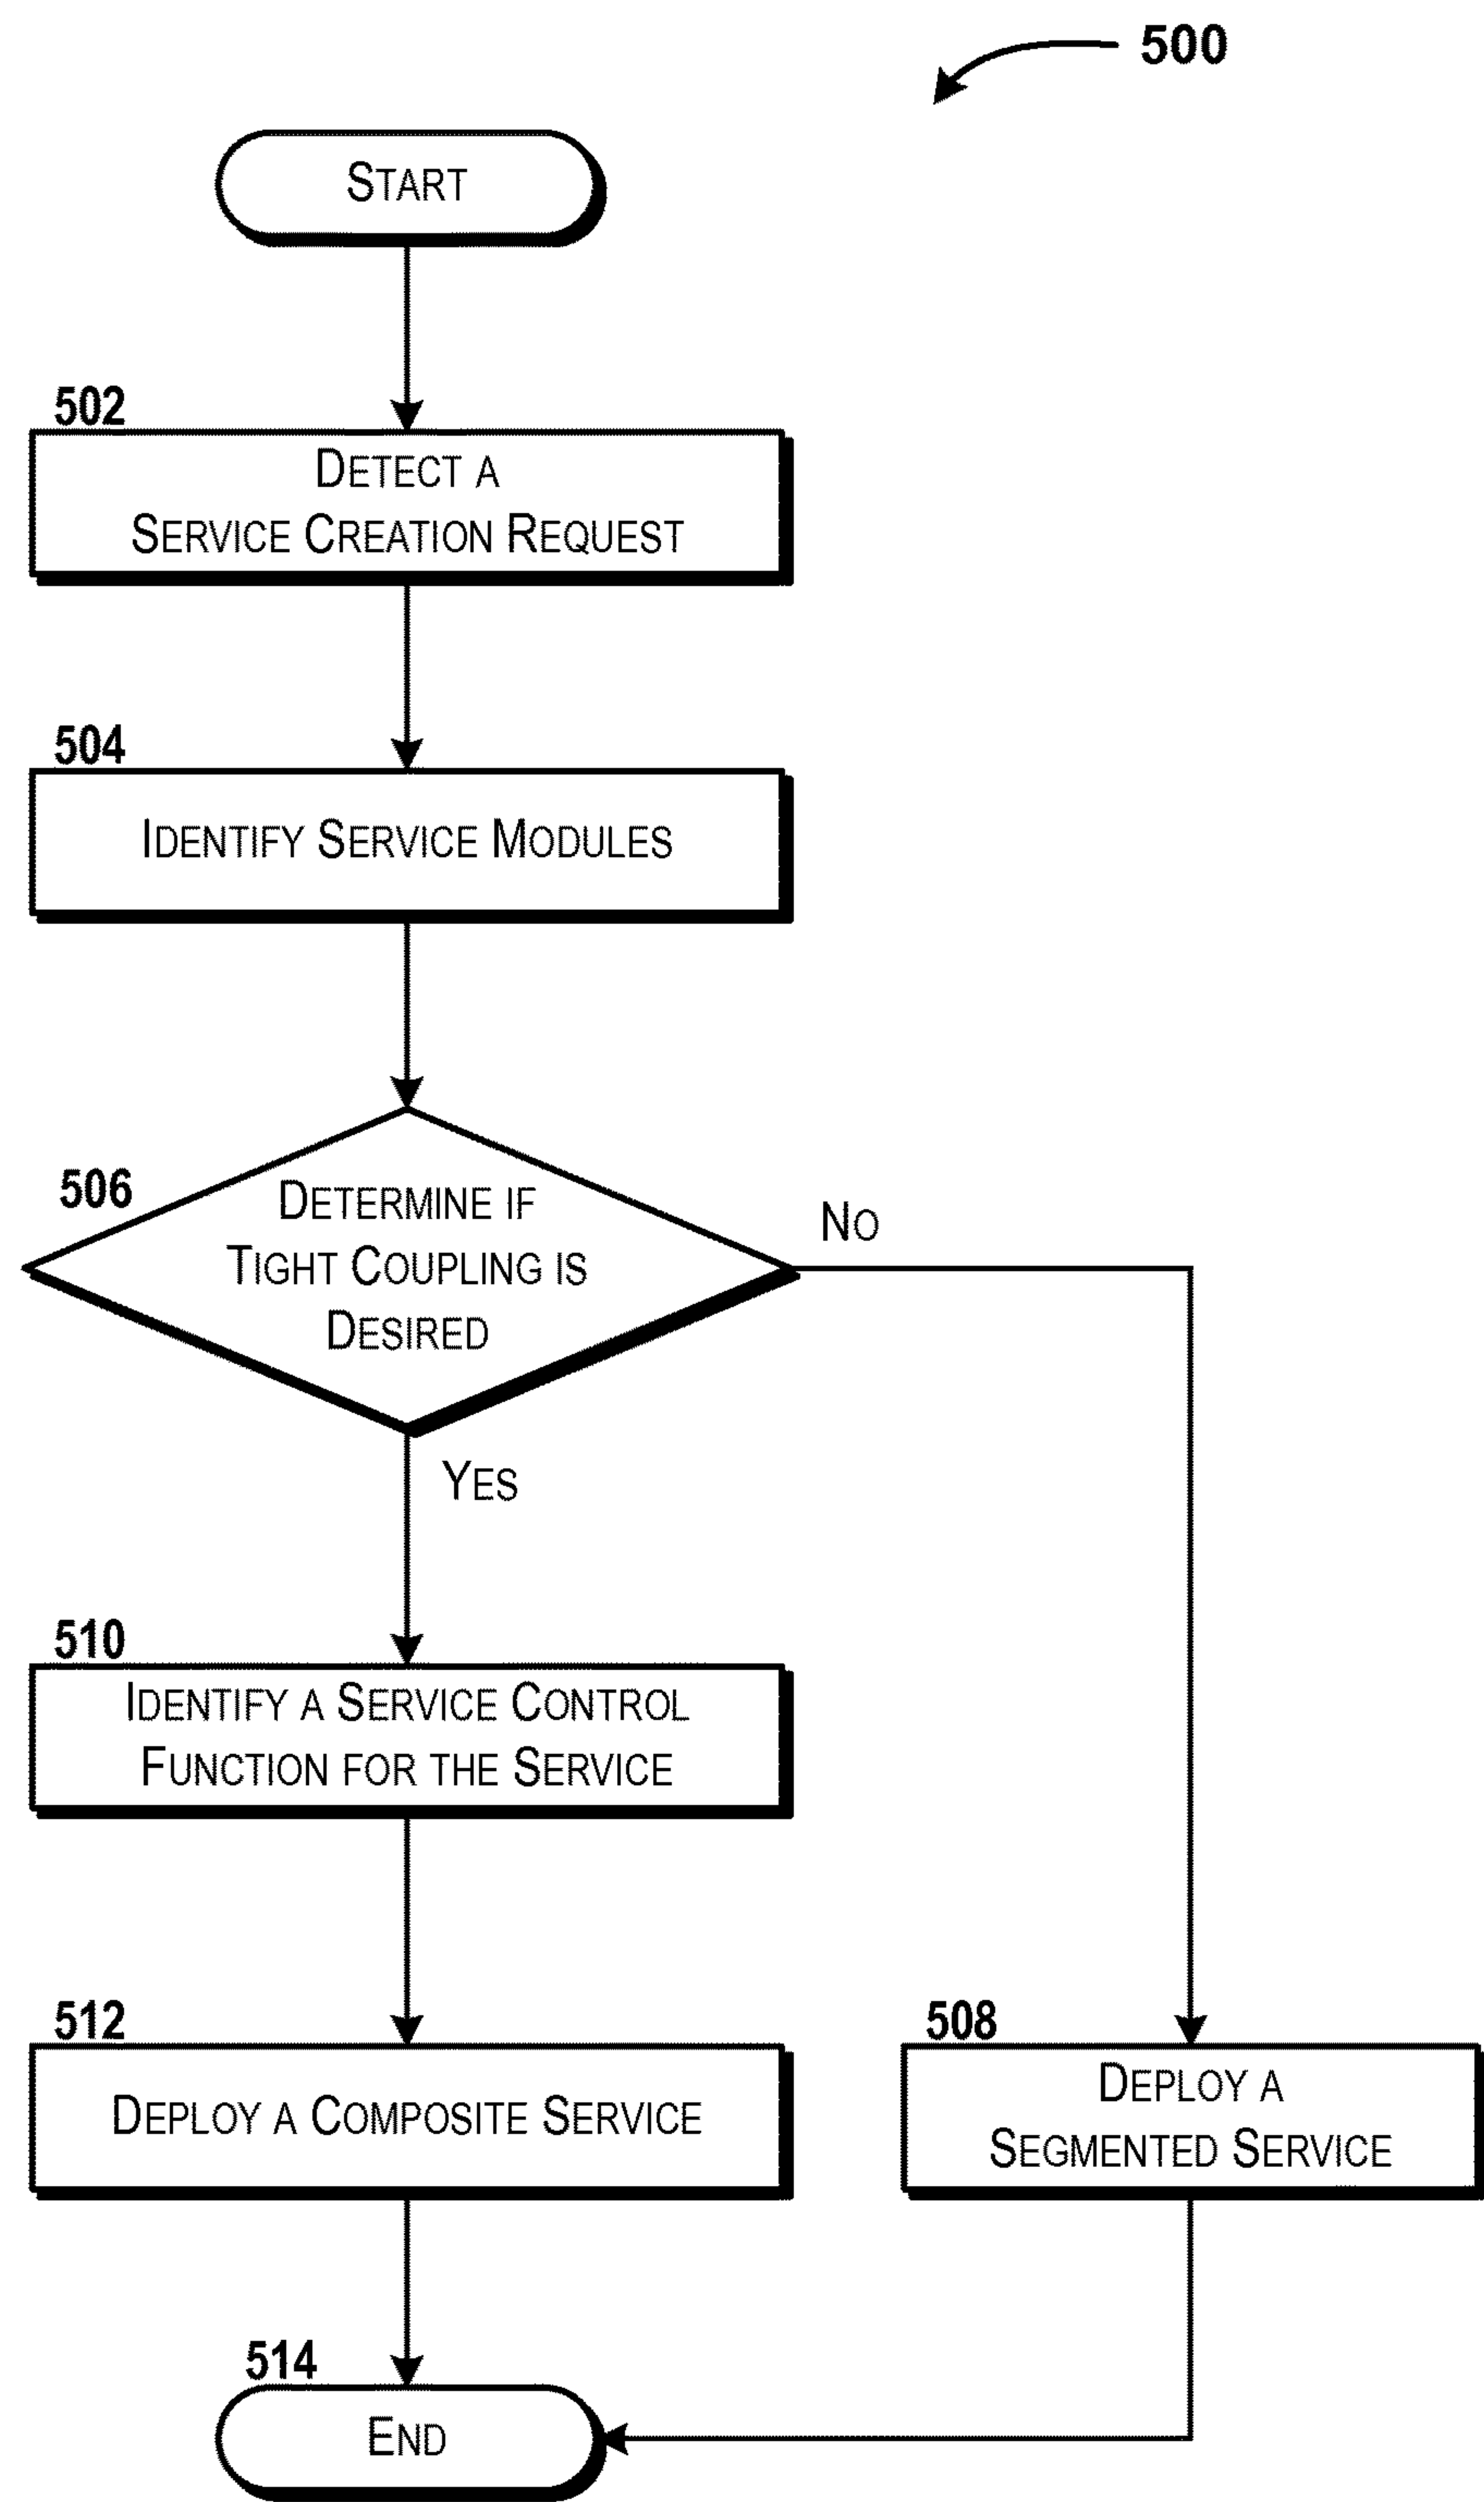 500
START
502
DETECT A
SERVICE CREATION REQUEST
504
IDENTIFY SERVICE MODULES
506
DETERMINE IF
TIGHT COUPLING IS
DESIRED
NO
YES
510
IDENTIFY A SERVICE CONTROL
FUNCTION FOR THE SERVICE
512
DEPLOY A COMPOSITE SERVICE
508
DEPLOY A
SEGMENTED SERVICE
514
END